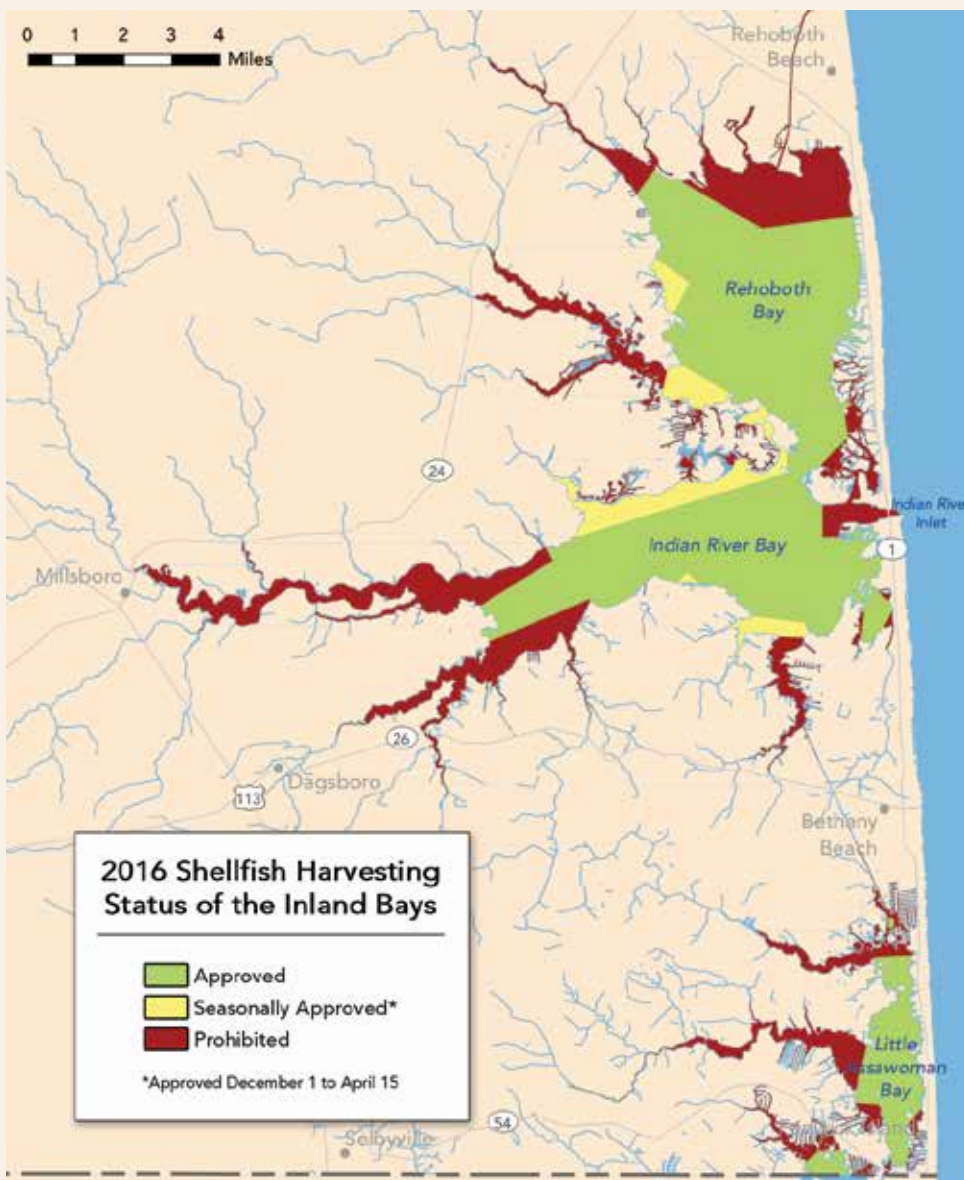 0 1 2 3 4
Miles
Rehoboth
Beach
Rehoboth
Bay
24
Indian River
Inlet
Indian River Bay
1
Millsboro
26
Dagsboro
113
Bethany
Beach
2016 Shellfish Harvesting
Status of the Inland Bays
Approved
Seasonally Approved*
Prohibited
*Approved December 1 to April 15
Little
Assawoman
Bay
54
Selbyville